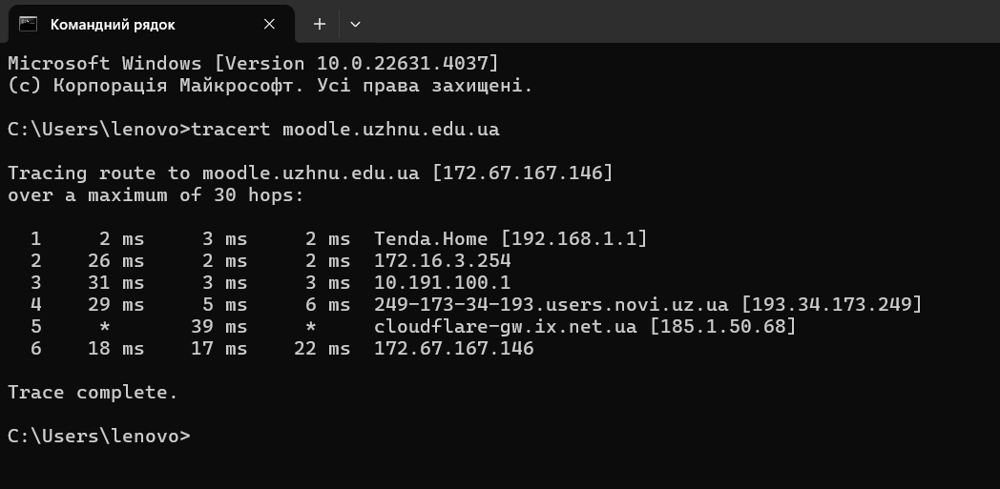 Командний рядок
Microsoft Windows [Version 10.0.22631.4037]
(c) Корпорація Майкрософт. Усі права захищені.
C:\Users\lenovo>tracert moodle.uzhnu.edu.ua
Tracing route to moodle.uzhnu.edu.ua [172.67.167.146]
over a maximum of 30 hops:
  1     2 ms     3 ms     2 ms  Tenda.Home [192.168.1.1]
  2    26 ms     2 ms     2 ms  172.16.3.254
  3    31 ms     3 ms     3 ms  10.191.100.1
  4    29 ms     5 ms     6 ms  249-173-34-193.users.novi.uz.ua [193.34.173.249]
  5     *       39 ms     *     cloudflare-gw.ix.net.ua [185.1.50.68]
  6    18 ms    17 ms    22 ms  172.67.167.146
Trace complete.
C:\Users\lenovo>